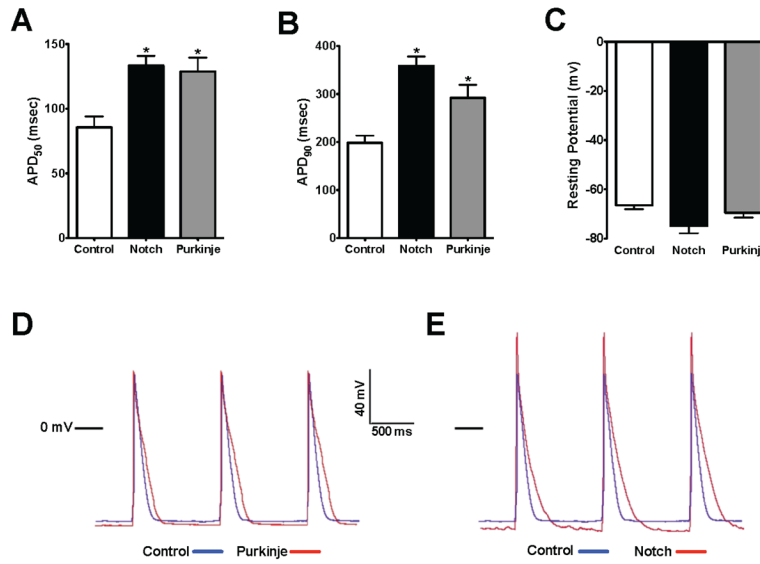 A
APD50 (msec)
150
100
50
0
*
*
Control
Notch
Purkinje
B
APD90 (msec)
400
300
200
100
0
*
*
Control
Notch
Purkinje
C
Resting Potential (mv)
0
-20
-40
-60
-80
Control
Notch
Purkinj
D
0 mV
40 mV
500 ms
Control
Purkinje
E
Control
Notch